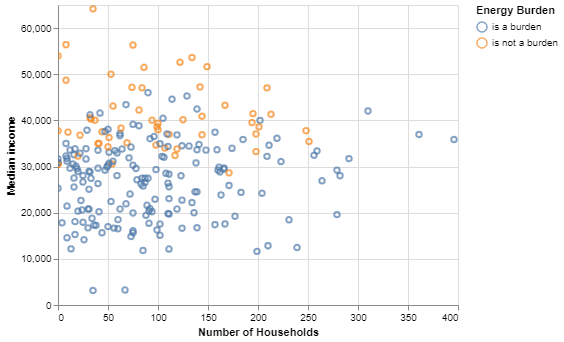 Energy Burden
is a burden
is not a burden
60,000
50,000
40,000
30,000
20,000
10,000
0
Median income
0 50 100 150 200 250 300 350 400
Number of Households